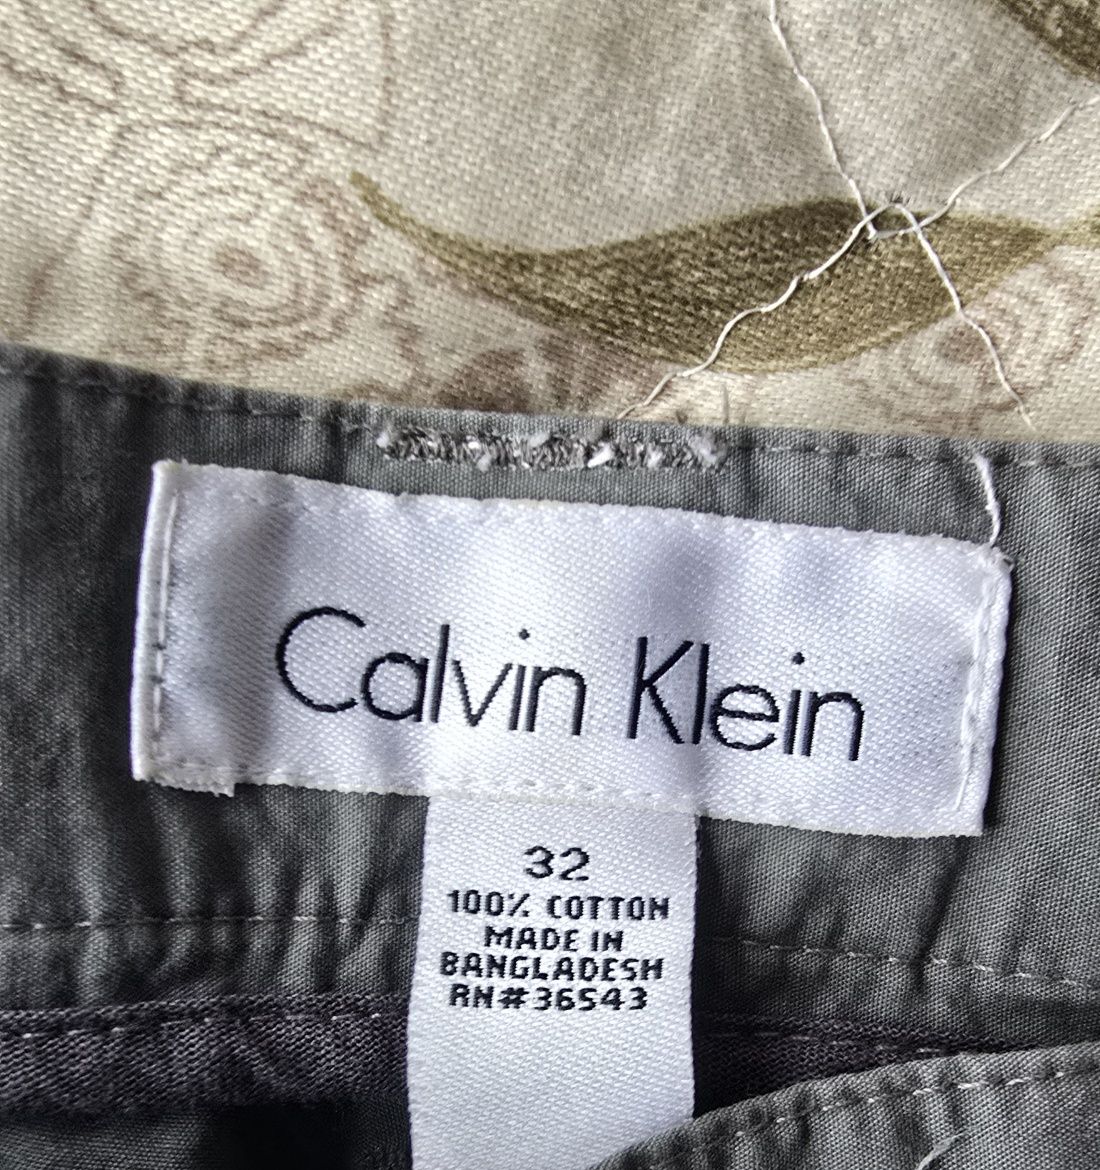 Calvin Klein
32
100% COTTON
MADE IN
BANGLADESH
RN#36543